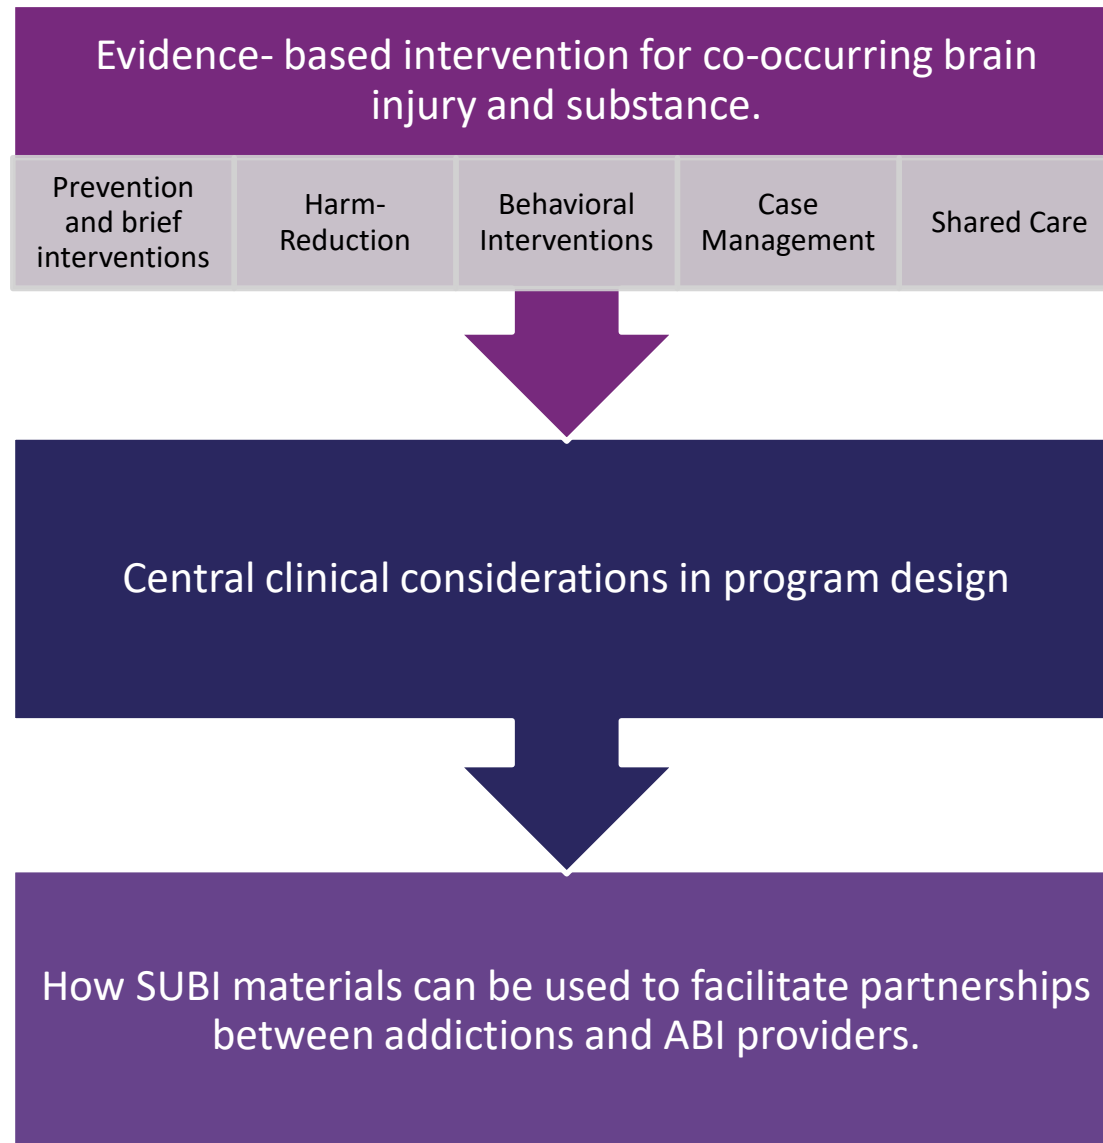 Evidence- based intervention for co-occurring brain
injury and substance.
Prevention
and brief
interventions
Harm-
Reduction
Behavioral
Interventions
Case
Management
Shared Care
Central clinical considerations in program design
How SUBI materials can be used to facilitate partnerships
between addictions and ABI providers.